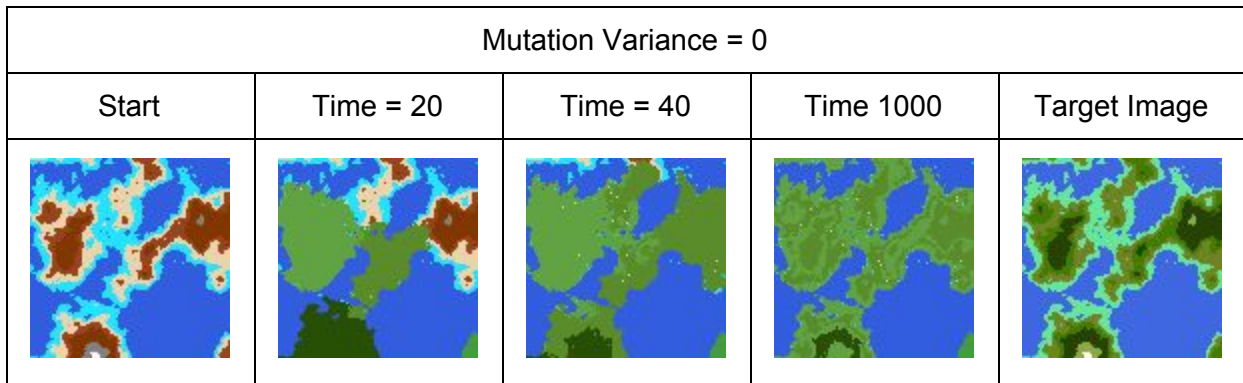 Mutation Variance = 0
Start
Time = 20
Time = 40
Time 1000
Target Image